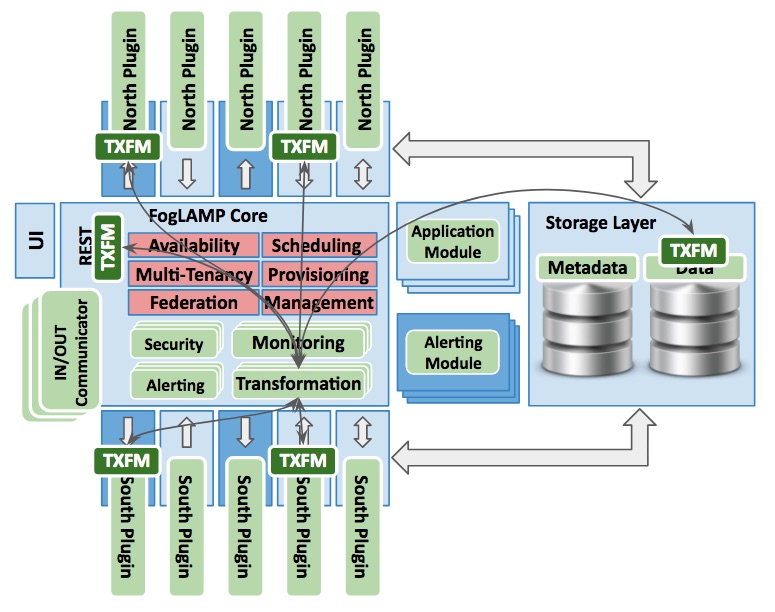 North Plugin
North Plugin
North Plugin
North Plugin
North Plugin
TXFM
TXFM
UI
REST
TXFM
FogLAMP Core
Availability
Scheduling
Multi-Tenancy
Provisioning
Federation
Management
Security
Monitoring
Alerting
Transformation
IN/OUT
Communicator
Application
Module
Alerting
Module
Storage Layer
TXFM
Metadata
Data
TXFM
TXFM
South Plugin
South Plugin
South Plugin
South Plugin
South Plugin